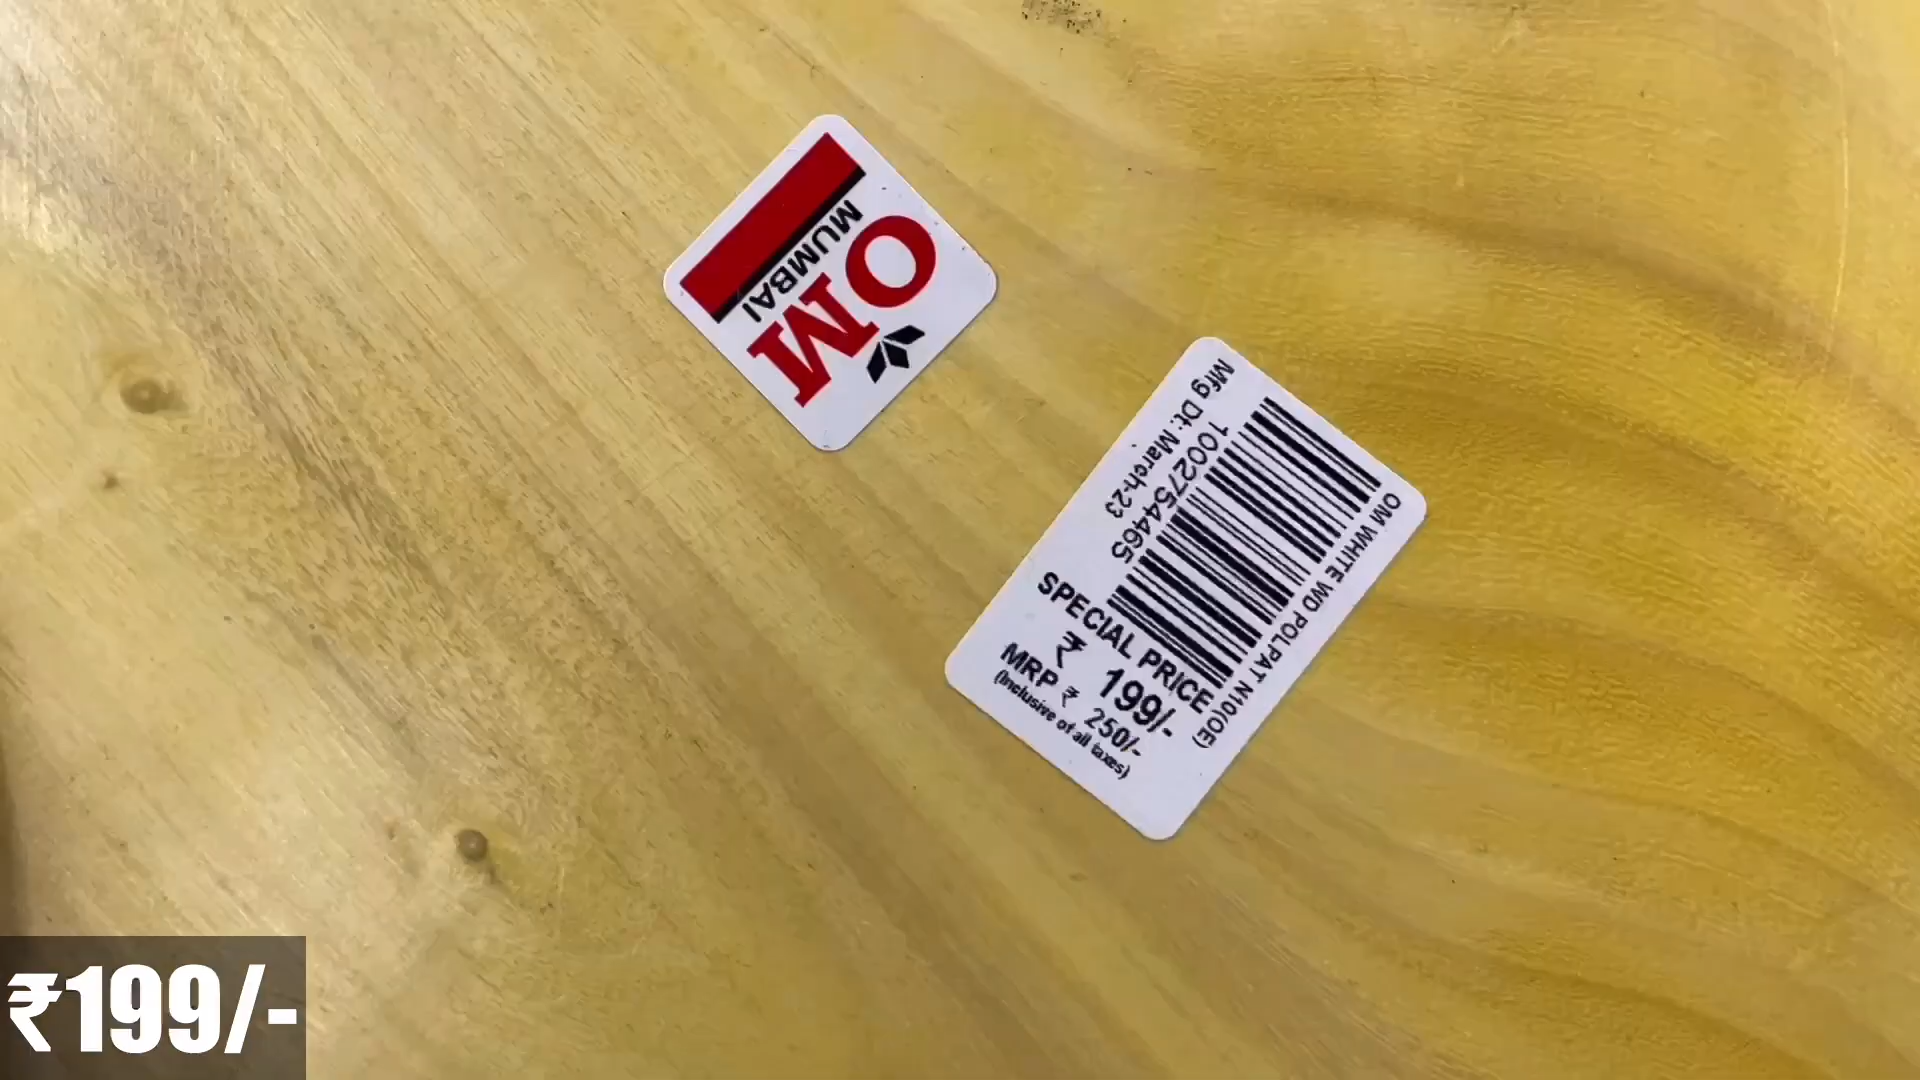 OM
MUMBAI
OM WHITE WD POLPAT N10(OE)
10027544465
Mfg Dt: March-23
SPECIAL PRICE
₹ 199/-
MRP ₹ 250/-
(Inclusive of all taxes)
₹199/-